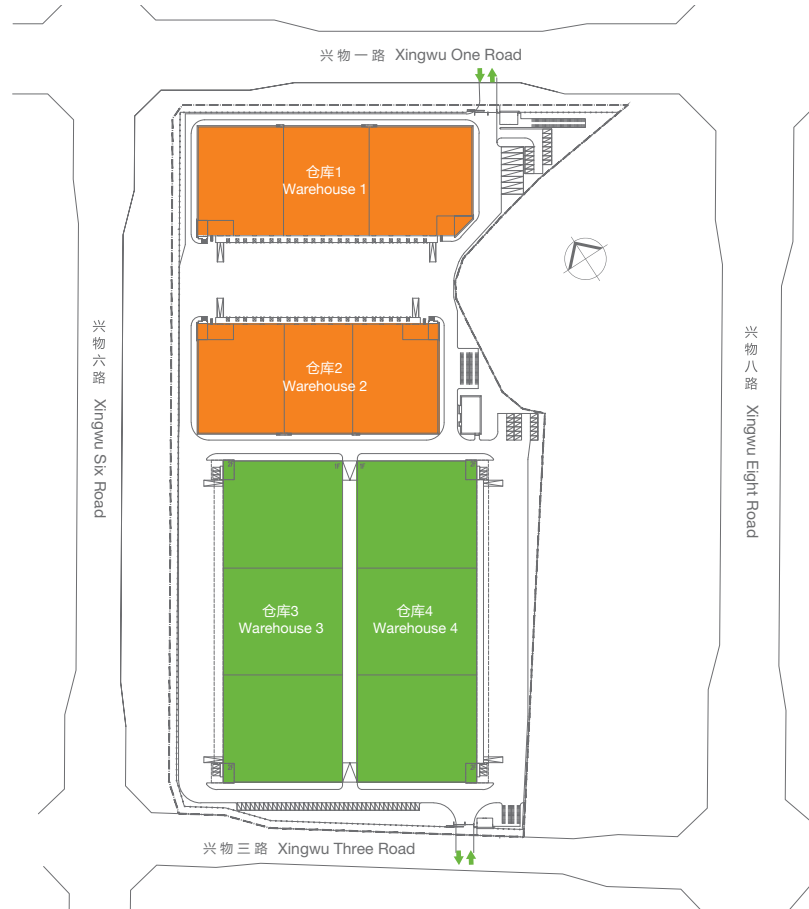 兴物一路 Xingwu One Road
仓库1
Warehouse 1
兴物六路 Xingwu Six Road
仓库2
Warehouse 2
兴物八路 Xingwu Eight Road
仓库3
Warehouse 3
仓库4
Warehouse 4
兴物三路 Xingwu Three Road